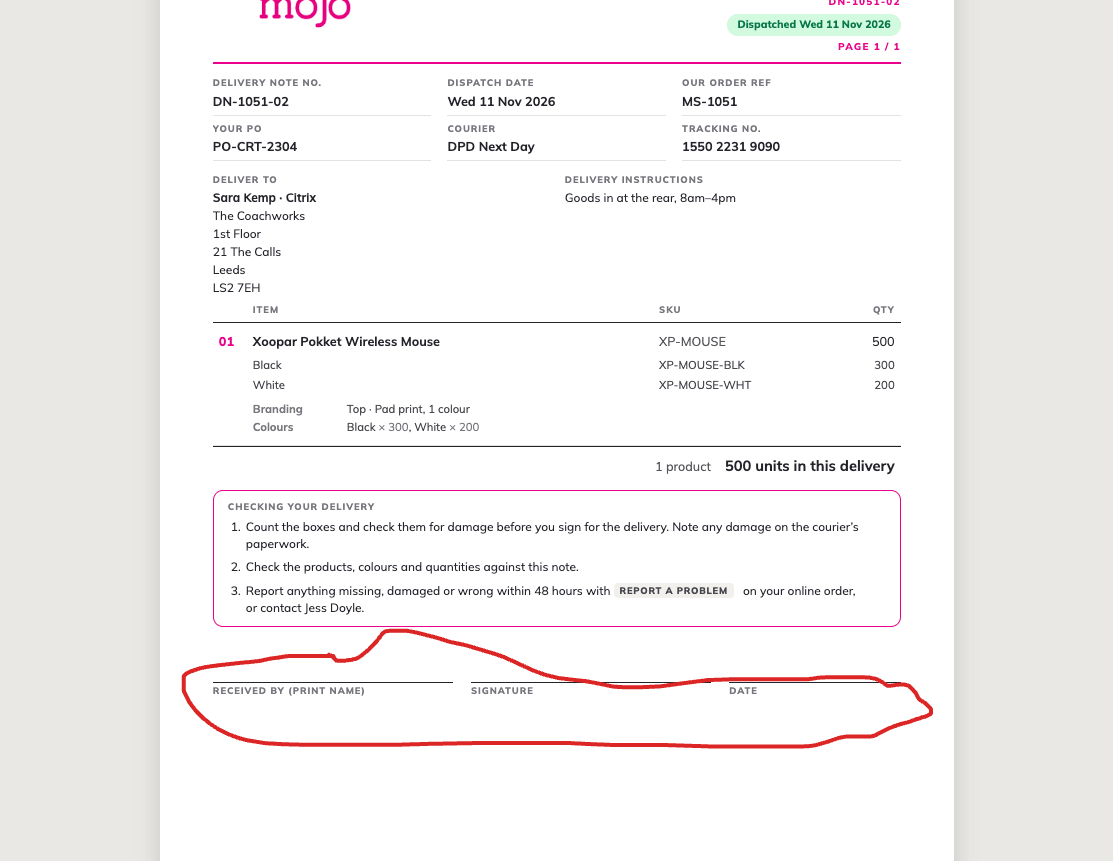 mojo
DN-1051-02
Dispatched Wed 11 Nov 2026
PAGE 1 / 1
DELIVERY NOTE NO. DISPATCH DATE OUR ORDER REF
DN-1051-02 Wed 11 Nov 2026 MS-1051
YOUR PO COURIER TRACKING NO.
PO-CRT-2304 DPD Next Day 1550 2231 9090
DELIVER TO DELIVERY INSTRUCTIONS
Sara Kemp · Citrix Goods in at the rear, 8am–4pm
The Coachworks
1st Floor
21 The Calls
Leeds
LS2 7EH
ITEM SKU QTY
01 Xoopar Pokket Wireless Mouse XP-MOUSE 500
Black XP-MOUSE-BLK 300
White XP-MOUSE-WHT 200
Branding Top · Pad print, 1 colour
Colours Black × 300, White × 200
1 product 500 units in this delivery
CHECKING YOUR DELIVERY
1. Count the boxes and check them for damage before you sign for the delivery. Note any damage on the courier’s
paperwork.
2. Check the products, colours and quantities against this note.
3. Report anything missing, damaged or wrong within 48 hours with REPORT A PROBLEM on your online order,
or contact Jess Doyle.
RECEIVED BY (PRINT NAME) SIGNATURE DATE